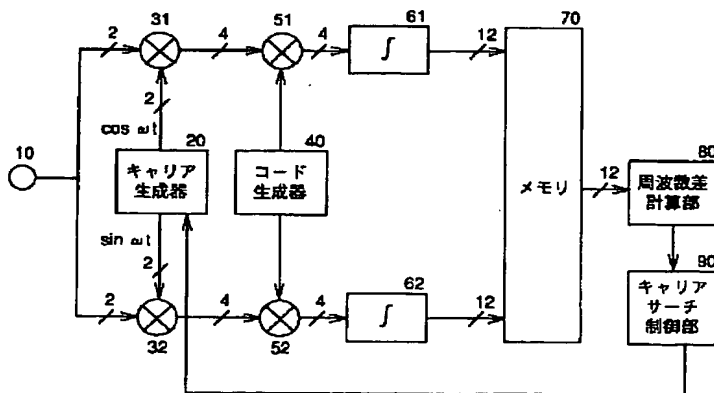 31
51
61
70
2
4
4
12
∫
2
cos ωt
10
20
40
80
キャリア
生成器
コード
生成器
メモリ
12
周波数差
計算部
sin ωt
2
90
62
キャリア
サーチ
制御部
2
4
4
12
∫
32
52